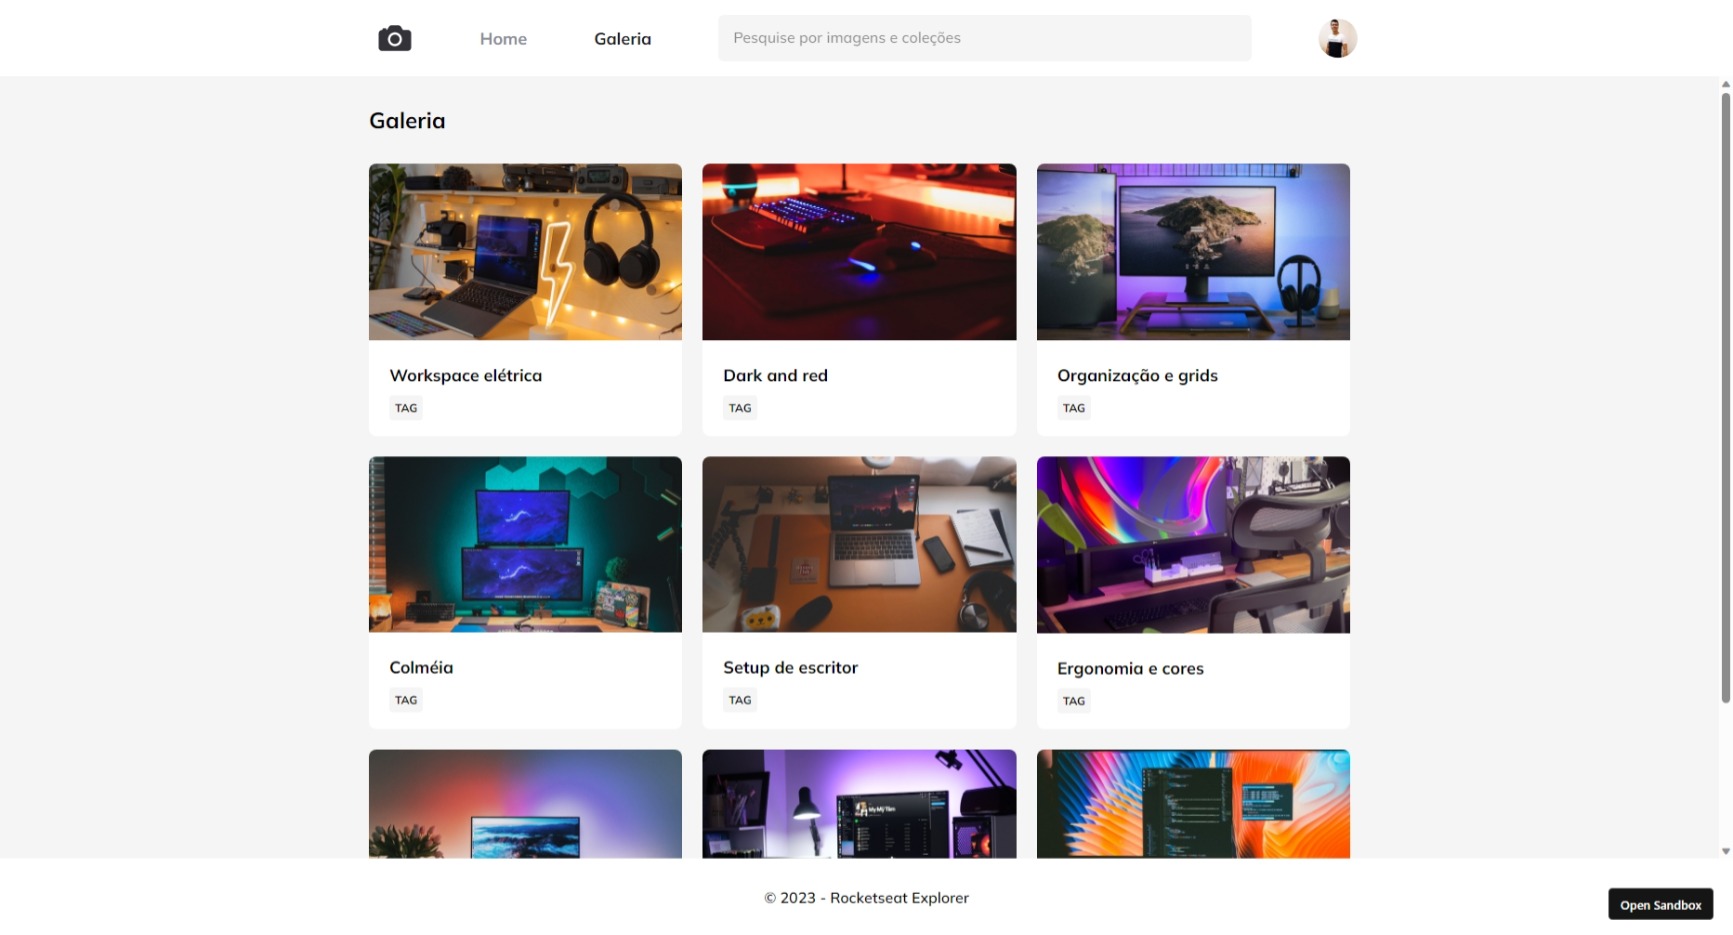 Home
Galeria
Pesquise por imagens e coleções
Galeria
Workspace elétrica
TAG
Dark and red
TAG
Organização e grids
TAG
Colméia
TAG
Setup de escritor
TAG
Ergonomia e cores
TAG
© 2023 - Rocketseat Explorer
Open Sandbox